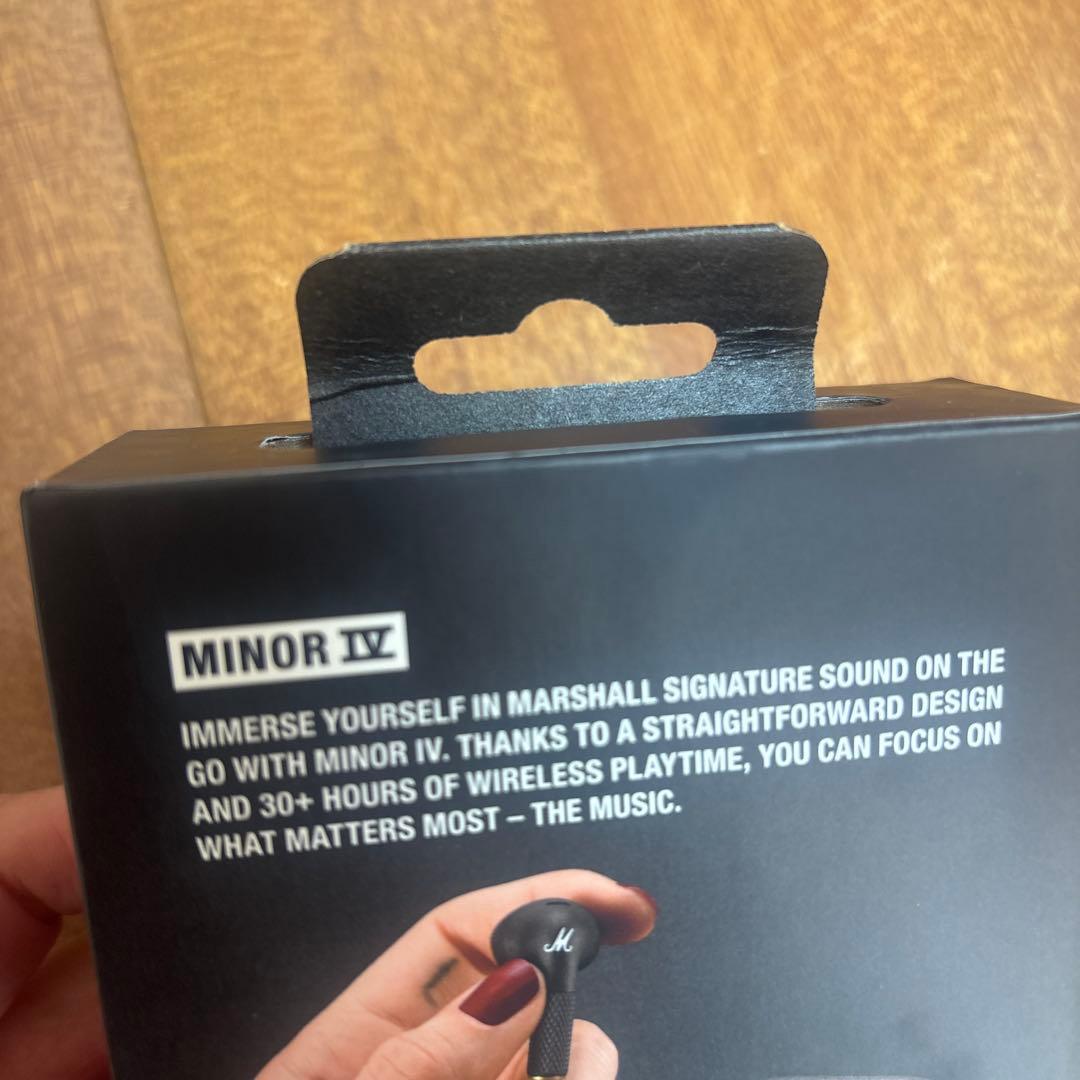 MINOR IV
IMMERSE YOURSELF IN MARSHALL SIGNATURE SOUND ON THE
GO WITH MINOR IV. THANKS TO A STRAIGHTFORWARD DESIGN
AND 30+ HOURS OF WIRELESS PLAYTIME, YOU CAN FOCUS ON
WHAT MATTERS MOST – THE MUSIC.
M